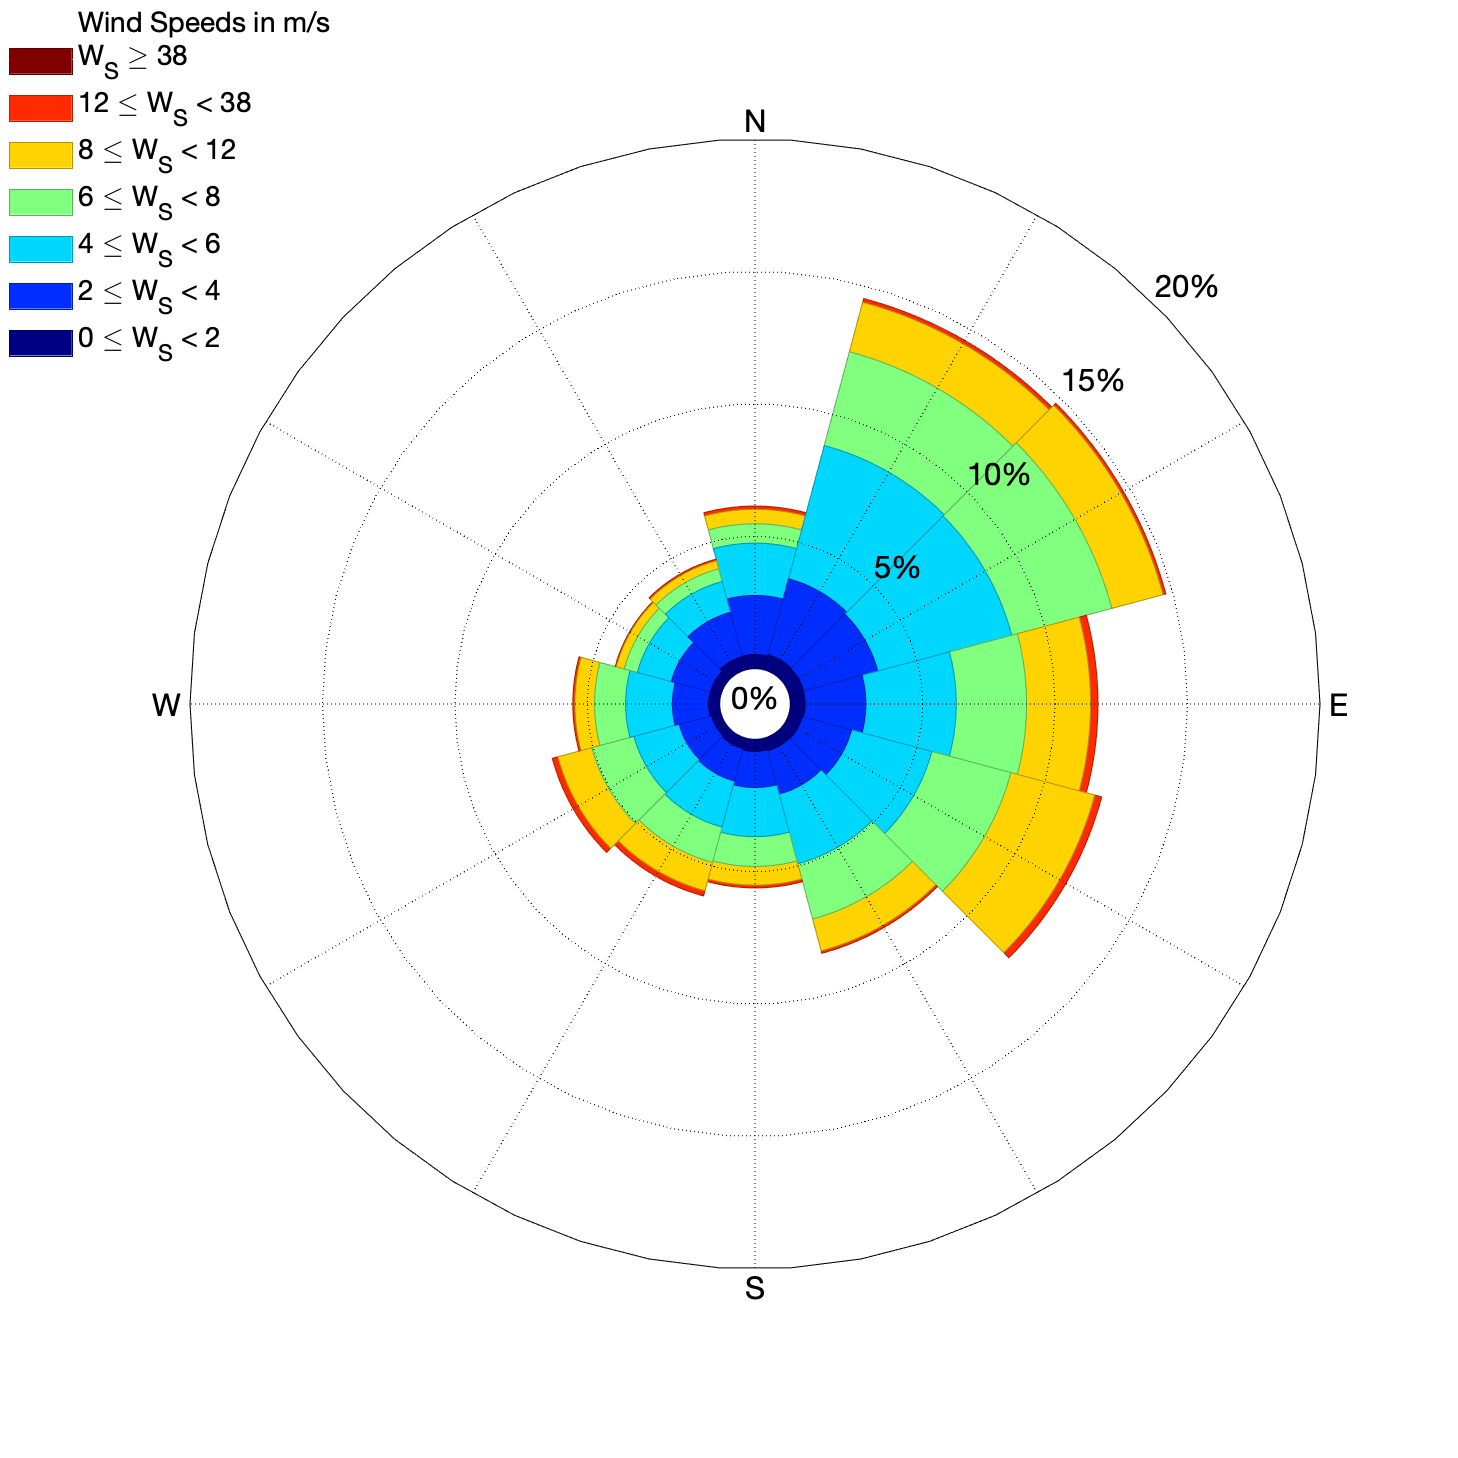 Wind Speeds in m/s
W_S ≥ 38
12 ≤ W_S < 38
8 ≤ W_S < 12
6 ≤ W_S < 8
4 ≤ W_S < 6
2 ≤ W_S < 4
0 ≤ W_S < 2
N
20%
15%
10%
5%
0%
W
E
S